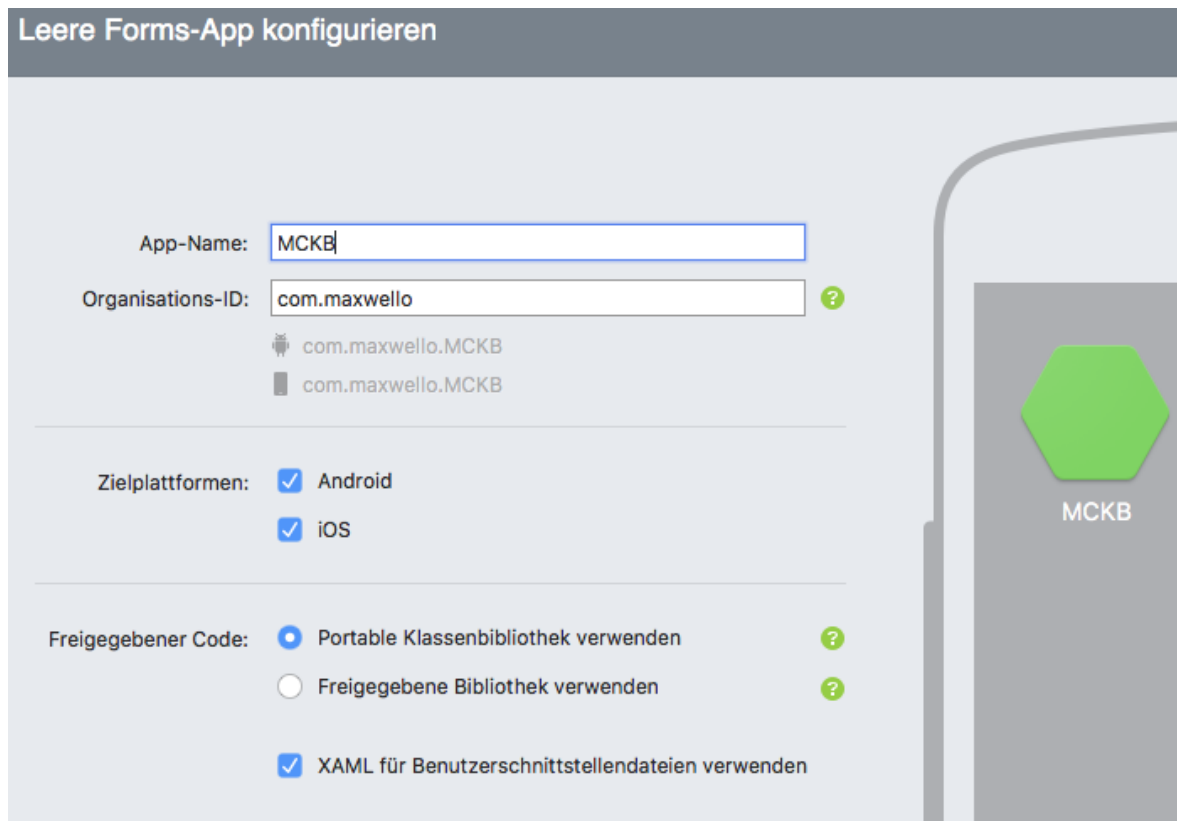 Leere Forms-App konfigurieren
App-Name: MCKB
Organisations-ID: com.maxwello ?
com.maxwello.MCKB
com.maxwello.MCKB
Zielplattformen: Android
iOS
MCKB
Freigegebener Code: Portable Klassenbibliothek verwenden ?
Freigegebene Bibliothek verwenden ?
XAML für Benutzerschnittstellendateien verwenden